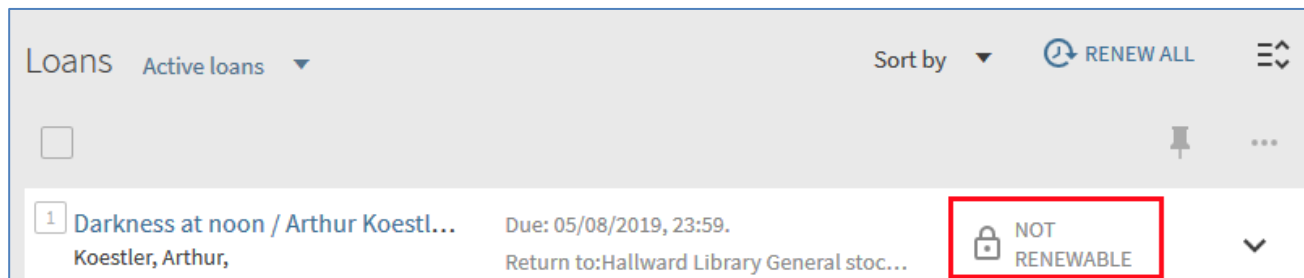 Loans Active loans Sort by RENEW ALL
1 Darkness at noon / Arthur Koestl... Due: 05/08/2019, 23:59. NOT
Koestler, Arthur, Return to:Hallward Library General stoc... RENEWABLE